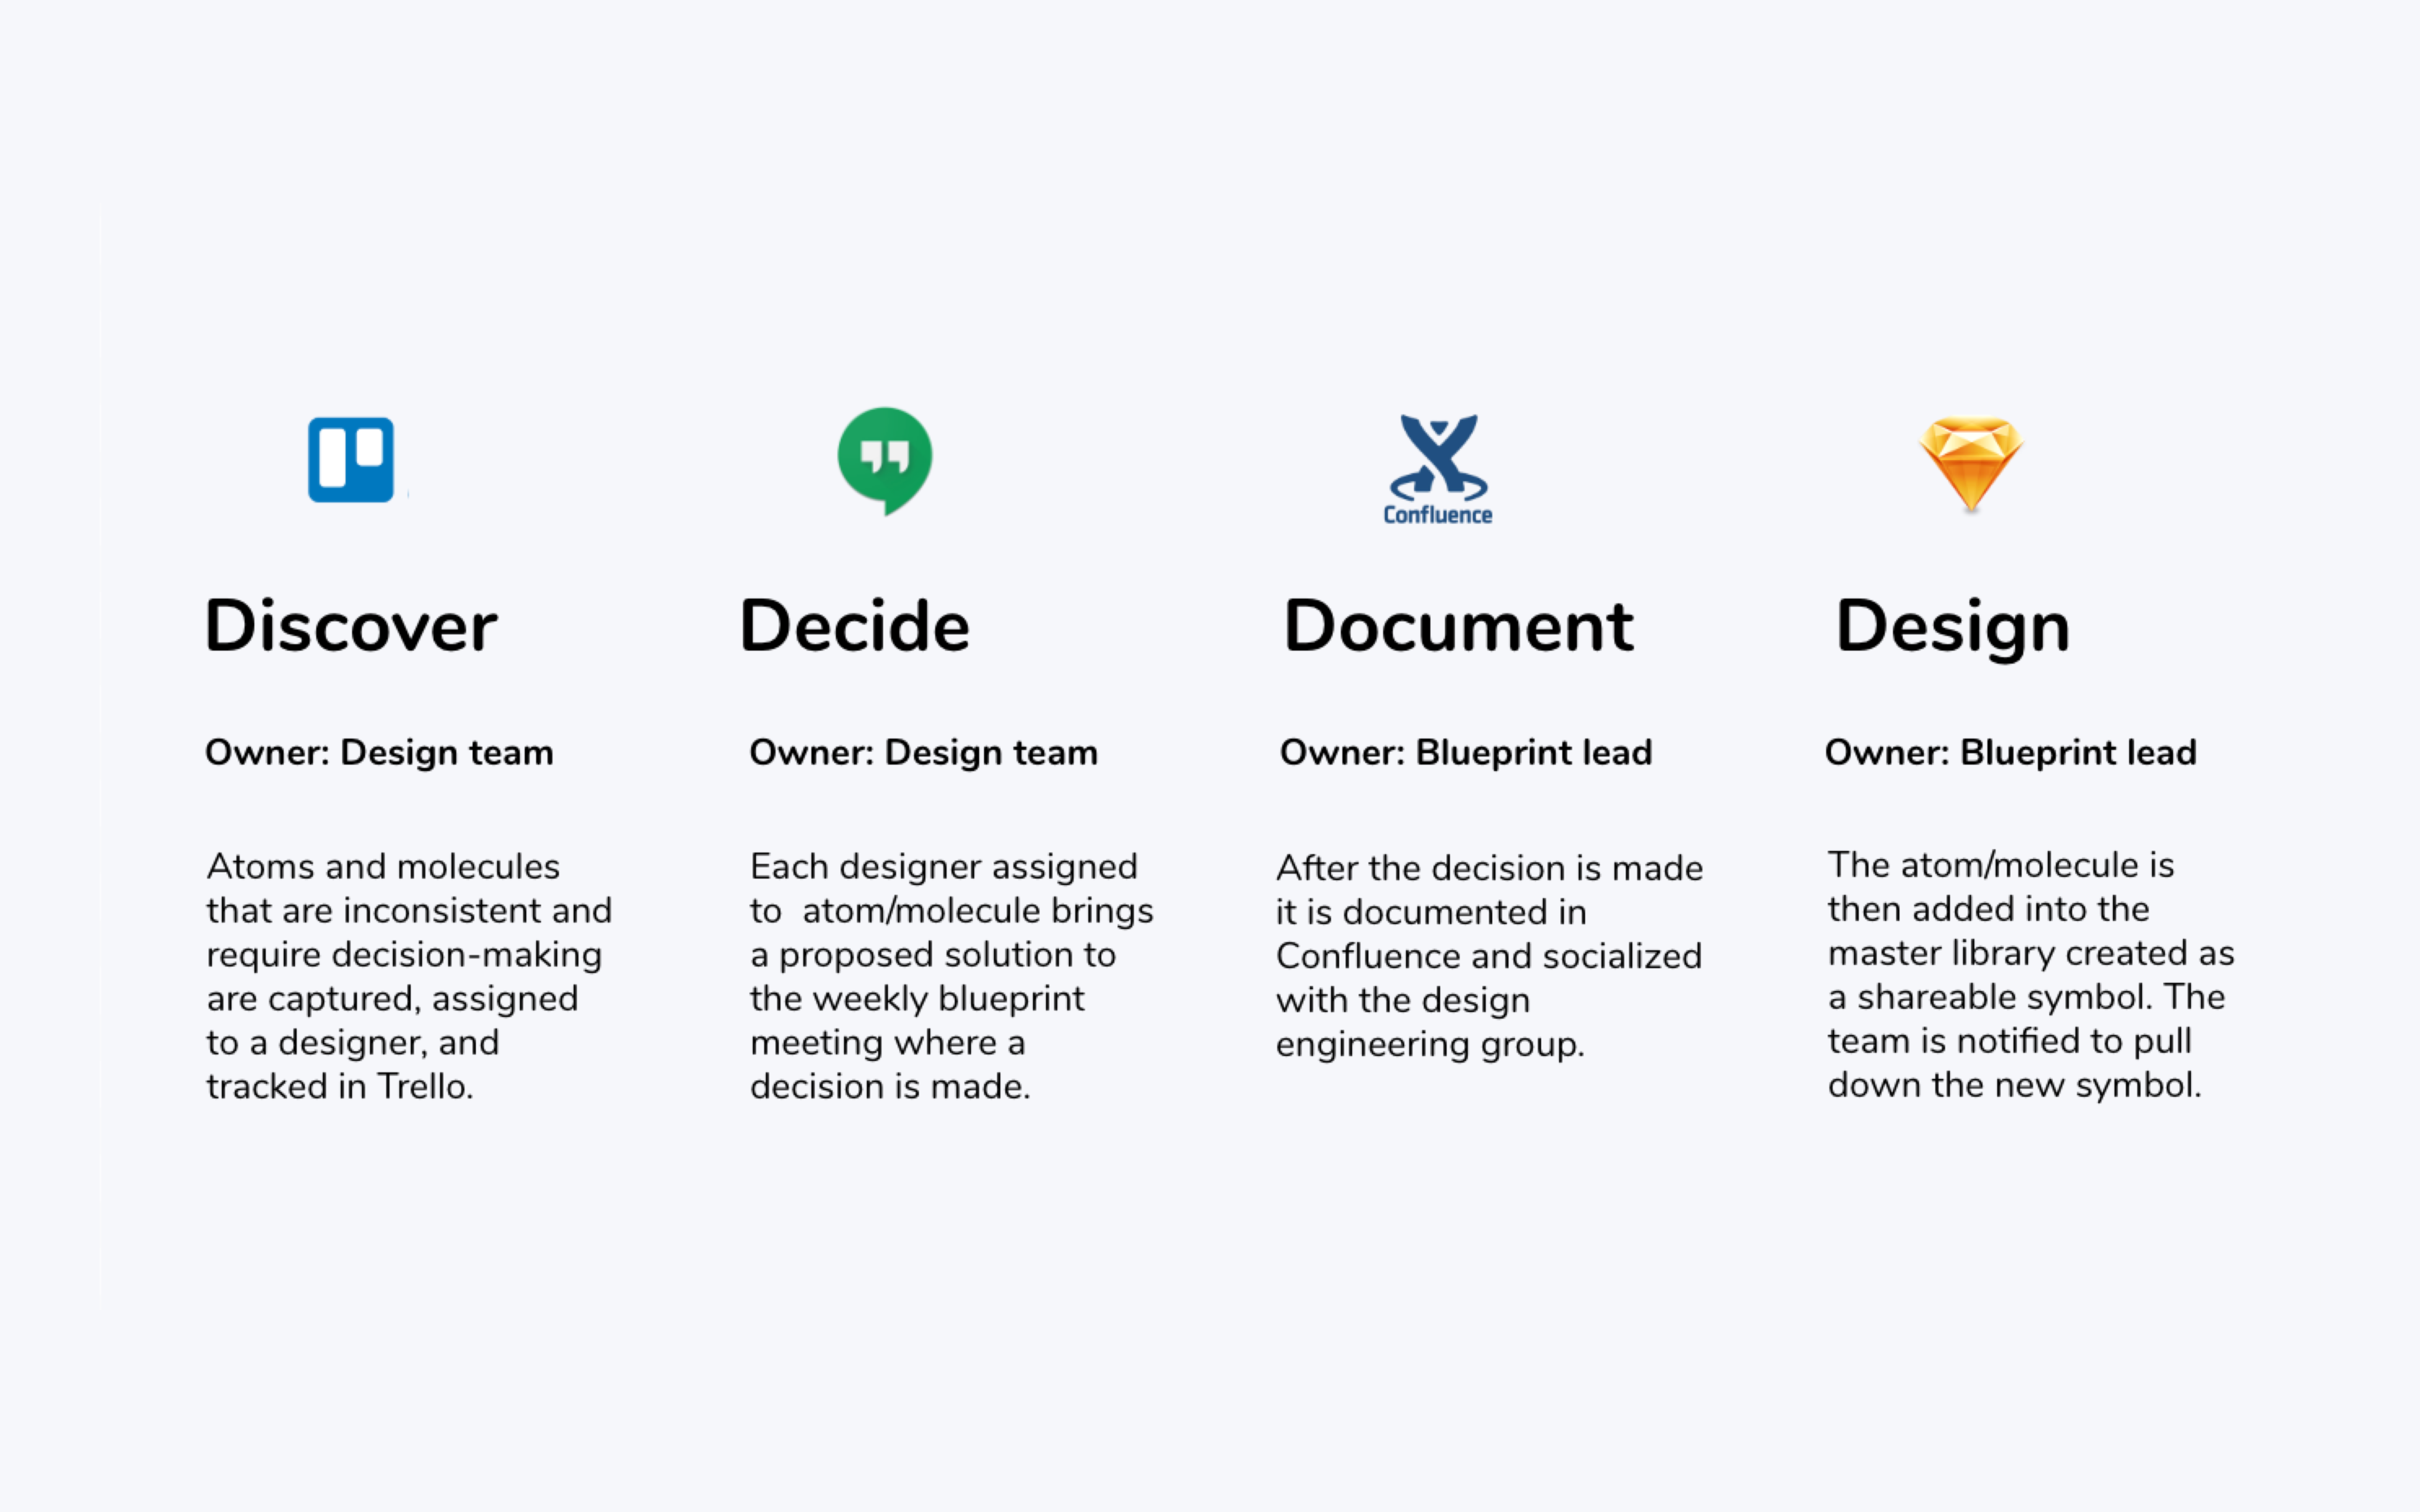 Confluence
Discover
Owner: Design team
Atoms and molecules
that are inconsistent and
require decision-making
are captured, assigned
to a designer, and
tracked in Trello.
Decide
Owner: Design team
Each designer assigned
to  atom/molecule brings
a proposed solution to
the weekly blueprint
meeting where a
decision is made.
Document
Owner: Blueprint lead
After the decision is made
it is documented in
Confluence and socialized
with the design
engineering group.
Design
Owner: Blueprint lead
The atom/molecule is
then added into the
master library created as
a shareable symbol. The
team is notified to pull
down the new symbol.